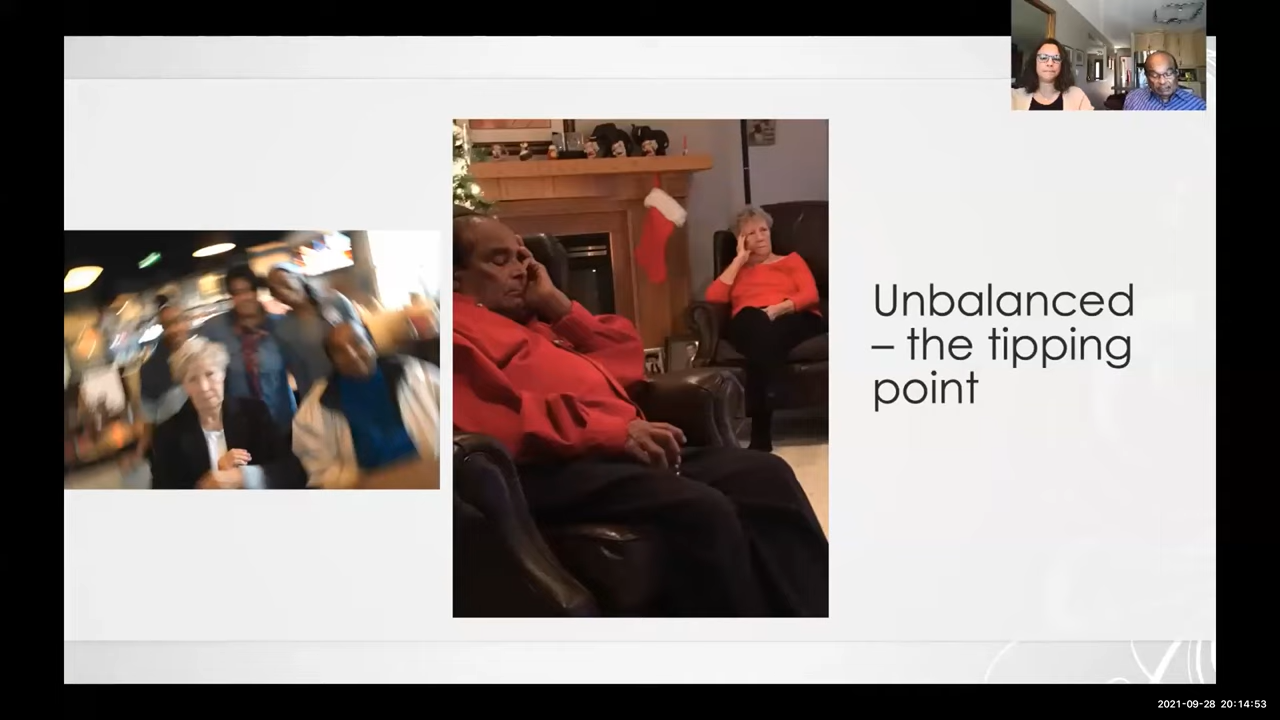 Unbalanced
– the tipping
point
2021-09-28 20:14:53